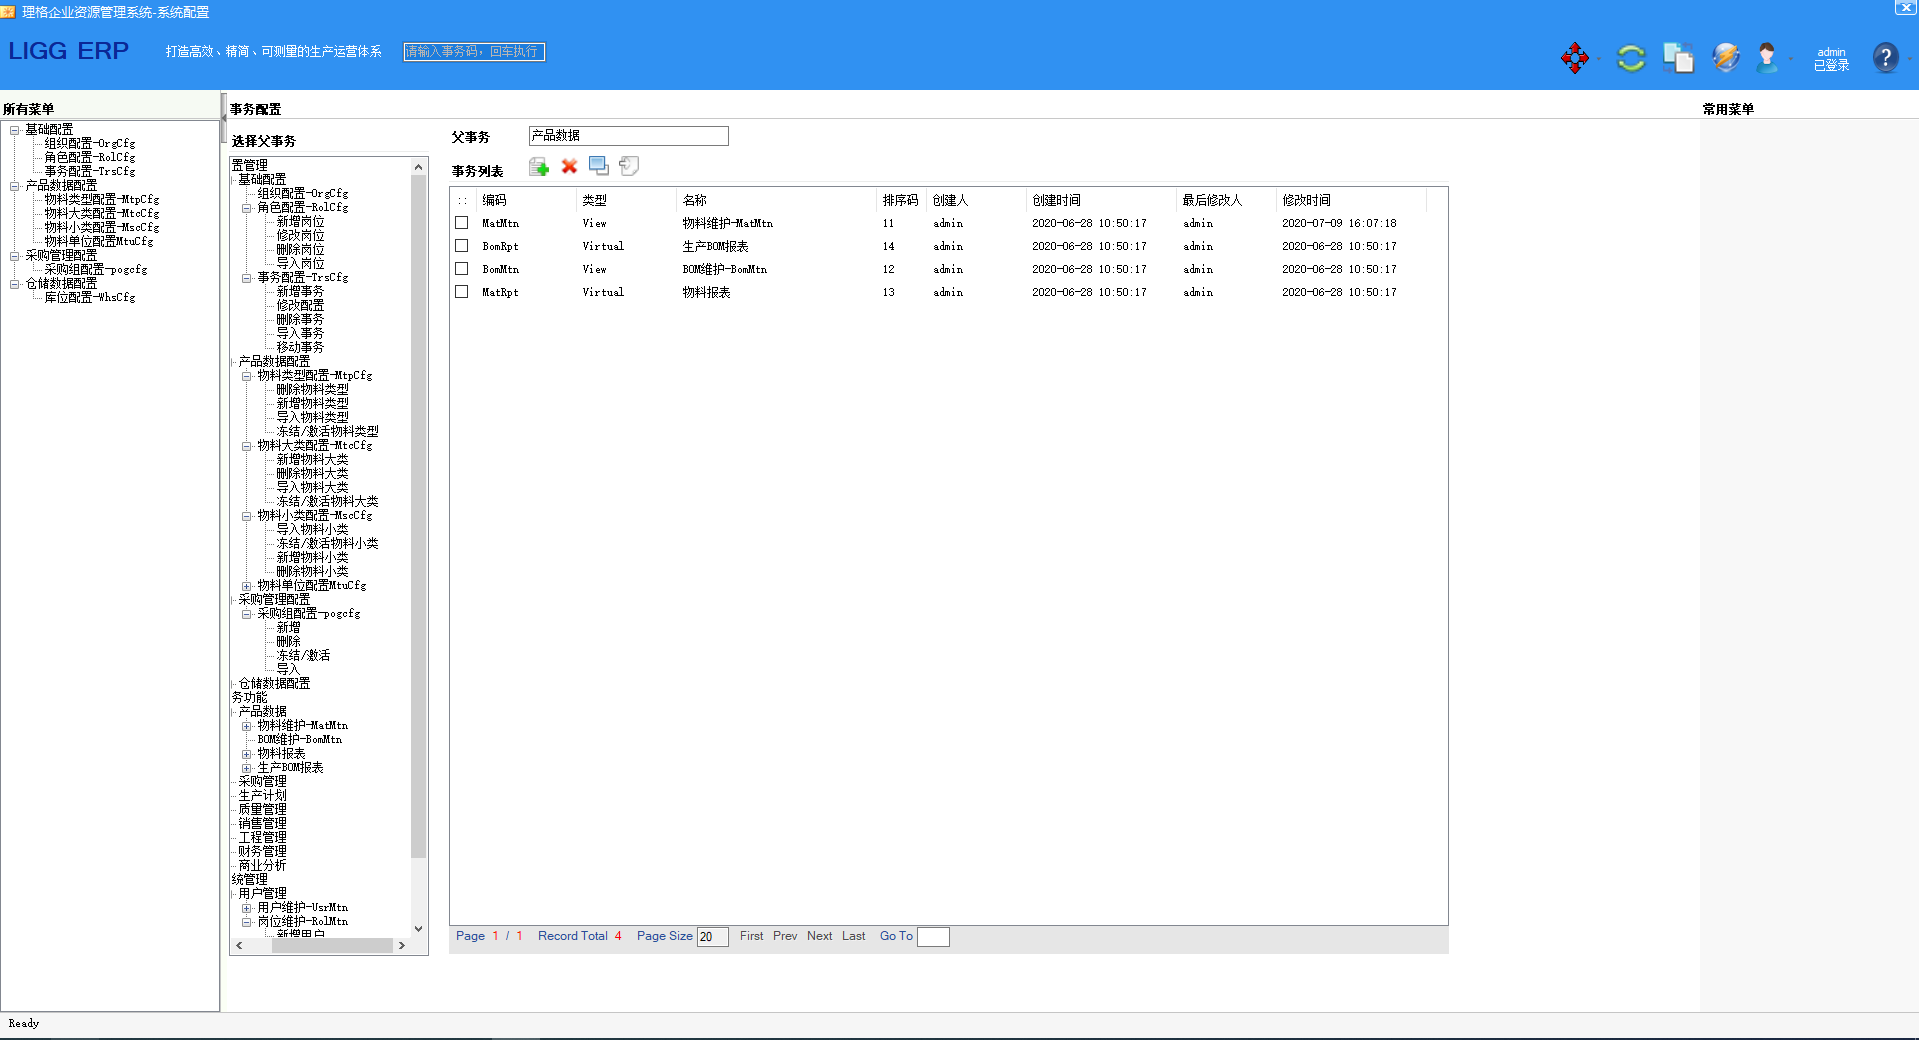 理格企业资源管理系统-系统配置
LIGG ERP
打造高效、精简、可测量的生产运营体系
请输入事务码，回车执行
admin
已登录
所有菜单
基础配置
组织配置-OrgCfg
角色配置-RolCfg
事务配置-TrsCfg
产品数据配置
物料类型配置-MtpCfg
物料大类配置-MtcCfg
物料小类配置-MscCfg
物料单位配置MtuCfg
采购管理配置
采购组配置-pogcfg
仓储数据配置
库位配置-WhsCfg
事务配置
选择父事务
置管理
基础配置
组织配置-OrgCfg
角色配置-RolCfg
新增岗位
修改岗位
删除岗位
导入岗位
事务配置-TrsCfg
新增事务
修改配置
删除事务
导入事务
移动事务
产品数据配置
物料类型配置-MtpCfg
删除物料类型
新增物料类型
导入物料类型
冻结/激活物料类型
物料大类配置-MtcCfg
新增物料大类
删除物料大类
导入物料大类
冻结/激活物料大类
物料小类配置-MscCfg
导入物料小类
冻结/激活物料小类
新增物料小类
删除物料小类
物料单位配置MtuCfg
采购管理配置
采购组配置-pogcfg
新增
删除
冻结/激活
导入
仓储数据配置
务功能
产品数据
物料维护-MatMtn
BOM维护-BomMtn
物料报表
生产BOM报表
采购管理
生产计划
质量管理
销售管理
工程管理
财务管理
商业分析
统管理
用户管理
用户维护-UsrMtn
岗位维护-RolMtn
新增用户
父事务 产品数据
事务列表
:: 编码 类型 名称 排序码 创建人 创建时间 最后修改人 修改时间
MatMtn View 物料维护-MatMtn 11 admin 2020-06-28 10:50:17 admin 2020-07-09 16:07:18
BomRpt Virtual 生产BOM报表 14 admin 2020-06-28 10:50:17 admin 2020-06-28 10:50:17
BomMtn View BOM维护-BomMtn 12 admin 2020-06-28 10:50:17 admin 2020-06-28 10:50:17
MatRpt Virtual 物料报表 13 admin 2020-06-28 10:50:17 admin 2020-06-28 10:50:17
Page 1 / 1 Record Total 4 Page Size 20 First Prev Next Last Go To
常用菜单
Ready